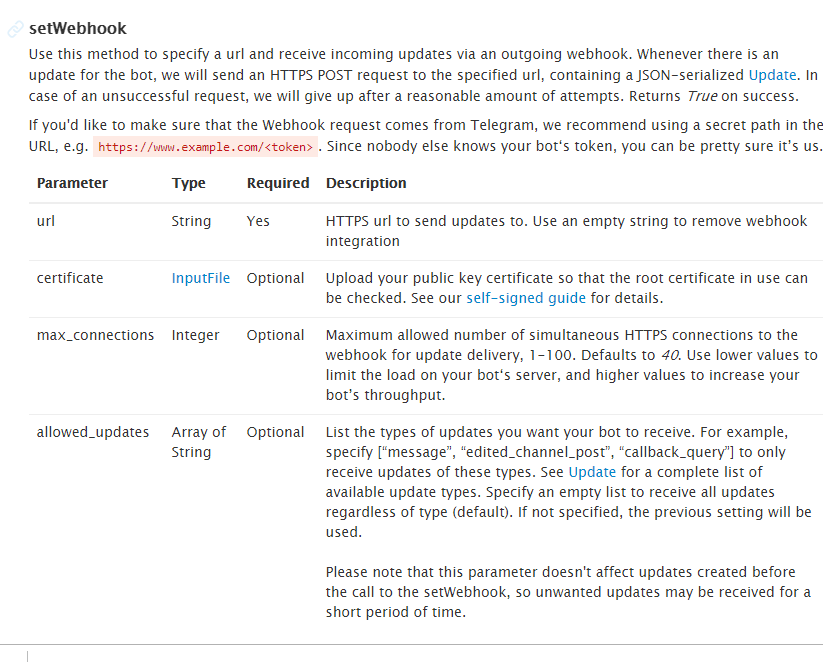 setWebhook
Use this method to specify a url and receive incoming updates via an outgoing webhook. Whenever there is an
update for the bot, we will send an HTTPS POST request to the specified url, containing a JSON-serialized Update. In
case of an unsuccessful request, we will give up after a reasonable amount of attempts. Returns True on success.
If you'd like to make sure that the Webhook request comes from Telegram, we recommend using a secret path in the
URL, e.g. https://www.example.com/<token>. Since nobody else knows your bot‘s token, you can be pretty sure it’s us.
Parameter Type Required Description
url String Yes HTTPS url to send updates to. Use an empty string to remove webhook
integration
certificate InputFile Optional Upload your public key certificate so that the root certificate in use can
be checked. See our self-signed guide for details.
max_connections Integer Optional Maximum allowed number of simultaneous HTTPS connections to the
webhook for update delivery, 1-100. Defaults to 40. Use lower values to
limit the load on your bot‘s server, and higher values to increase your
bot’s throughput.
allowed_updates Array of Optional List the types of updates you want your bot to receive. For example,
String specify [“message”, “edited_channel_post”, “callback_query”] to only
receive updates of these types. See Update for a complete list of
available update types. Specify an empty list to receive all updates
regardless of type (default). If not specified, the previous setting will be
used.
Please note that this parameter doesn't affect updates created before
the call to the setWebhook, so unwanted updates may be received for a
short period of time.